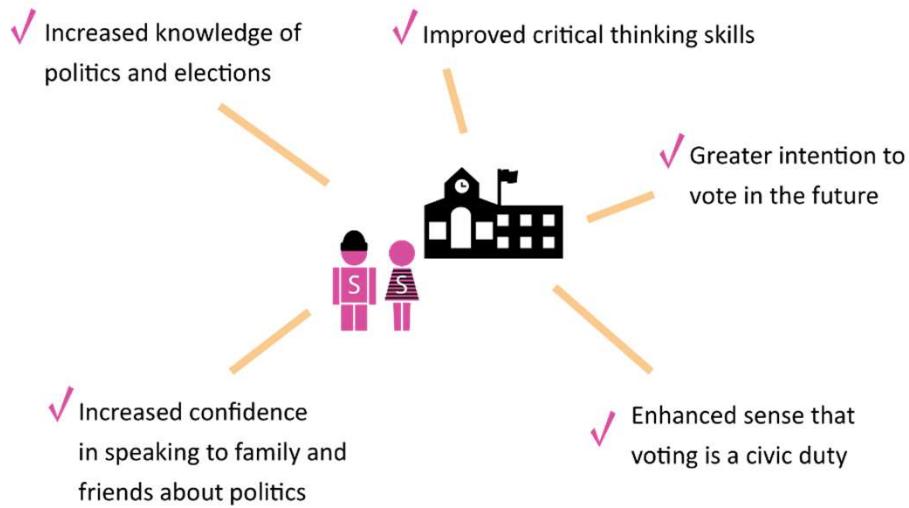 Increased knowledge of
politics and elections
Improved critical thinking skills
Greater intention to
vote in the future
S
S
Increased confidence
in speaking to family and
friends about politics
Enhanced sense that
voting is a civic duty